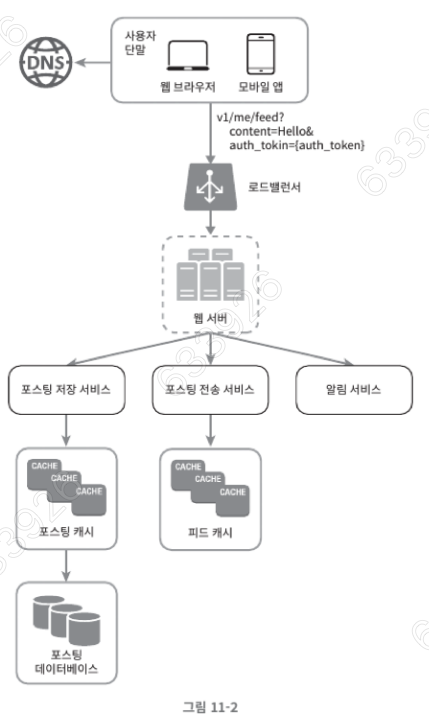 사용자
단말
DNS
웹 브라우저
모바일 앱
v1/me/feed?
content=Hello&
auth_tokin={auth_token}
로드밸런서
웹 서버
포스팅 저장 서비스
포스팅 전송 서비스
알림 서비스
CACHE
CACHE
CACHE
포스팅 캐시
CACHE
CACHE
CACHE
피드 캐시
포스팅
데이터베이스
그림 11-2
633926
633926
633926